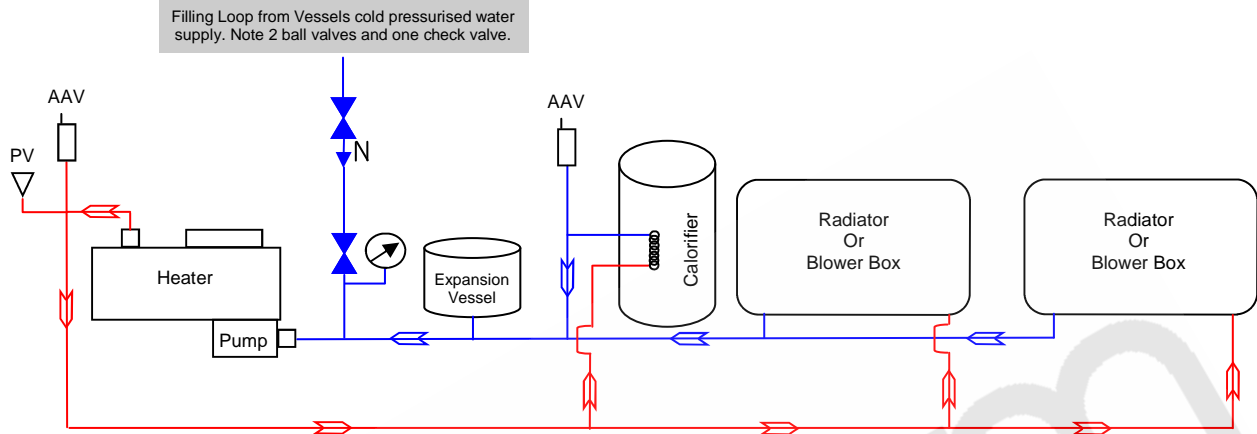 Filling Loop from Vessels cold pressurised water
supply. Note 2 ball valves and one check valve.
AAV
PV
N
AAV
Heater
Pump
Expansion
Vessel
Calorifier
Radiator
Or
Blower Box
Radiator
Or
Blower Box